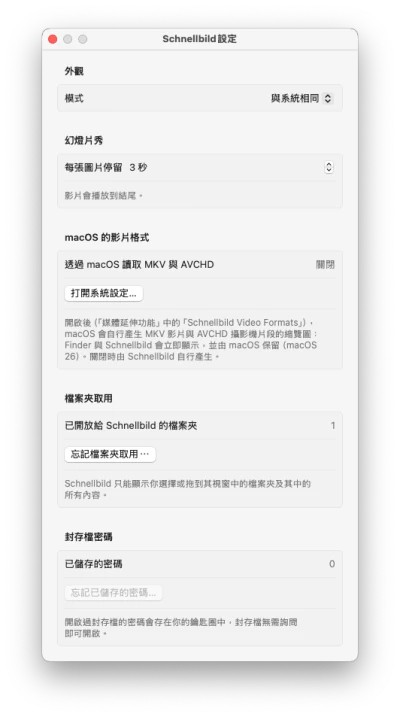 Schnellbild 設定
外觀
模式 與系統相同
幻燈片秀
每張圖片停留 3 秒
影片會播放到結尾。
macOS 的影片格式
透過 macOS 讀取 MKV 與 AVCHD 關閉
打開系統設定...
開啟後（「媒體延伸功能」中的「Schnellbild Video Formats」），
macOS 會自行產生 MKV 影片與 AVCHD 攝影機片段的縮覽圖：
Finder 與 Schnellbild 會立即顯示，並由 macOS 保留（macOS
26）。關閉時由 Schnellbild 自行產生。
檔案夾取用
已開放給 Schnellbild 的檔案夾 1
忘記檔案夾取用⋯
Schnellbild 只能顯示你選擇或拖到其視窗中的檔案夾及其中的
所有內容。
封存檔密碼
已儲存的密碼 0
忘記已儲存的密碼...
開啟過封存檔的密碼會存在你的鑰匙圈中，封存檔無需詢問
即可開啟。